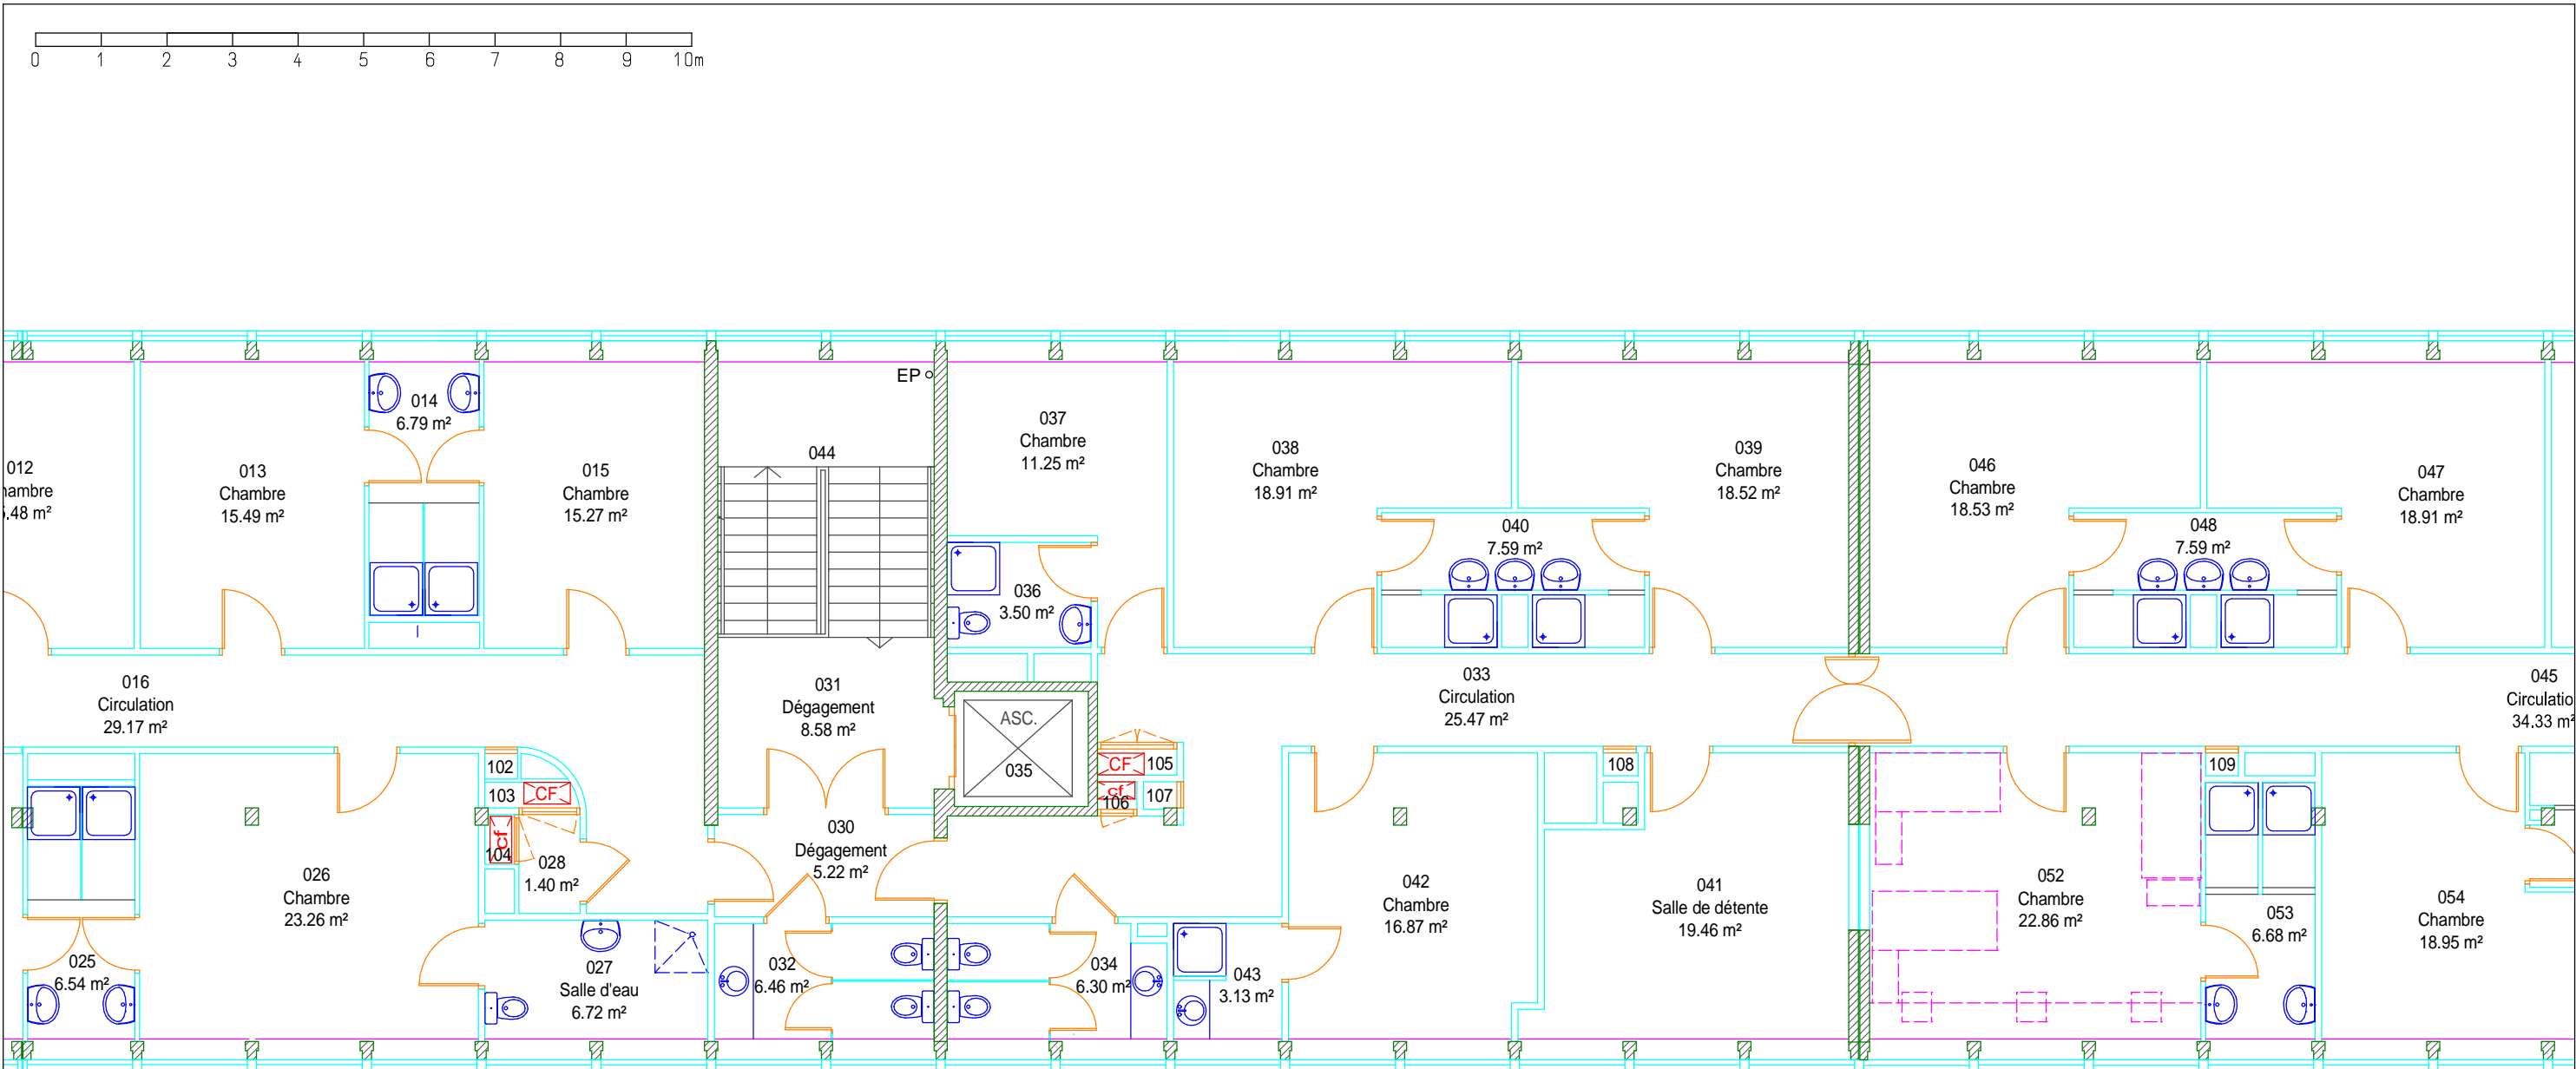 0 1 2 3 4 5 6 7 8 9 10m
EP
012
hambre
.48 m²
013
Chambre
15.49 m²
014
6.79 m²
015
Chambre
15.27 m²
044
037
Chambre
11.25 m²
036
3.50 m²
038
Chambre
18.91 m²
039
Chambre
18.52 m²
040
7.59 m²
046
Chambre
18.53 m²
048
7.59 m²
047
Chambre
18.91 m²
016
Circulation
29.17 m²
031
Dégagement
8.58 m²
ASC.
035
033
Circulation
25.47 m²
045
Circulatio
34.33 m²
102
103
CF
cf
104
028
1.40 m²
030
Dégagement
5.22 m²
CF
105
cf
106
107
108
109
026
Chambre
23.26 m²
025
6.54 m²
027
Salle d'eau
6.72 m²
032
6.46 m²
034
6.30 m²
043
3.13 m²
042
Chambre
16.87 m²
041
Salle de détente
19.46 m²
052
Chambre
22.86 m²
053
6.68 m²
054
Chambre
18.95 m²